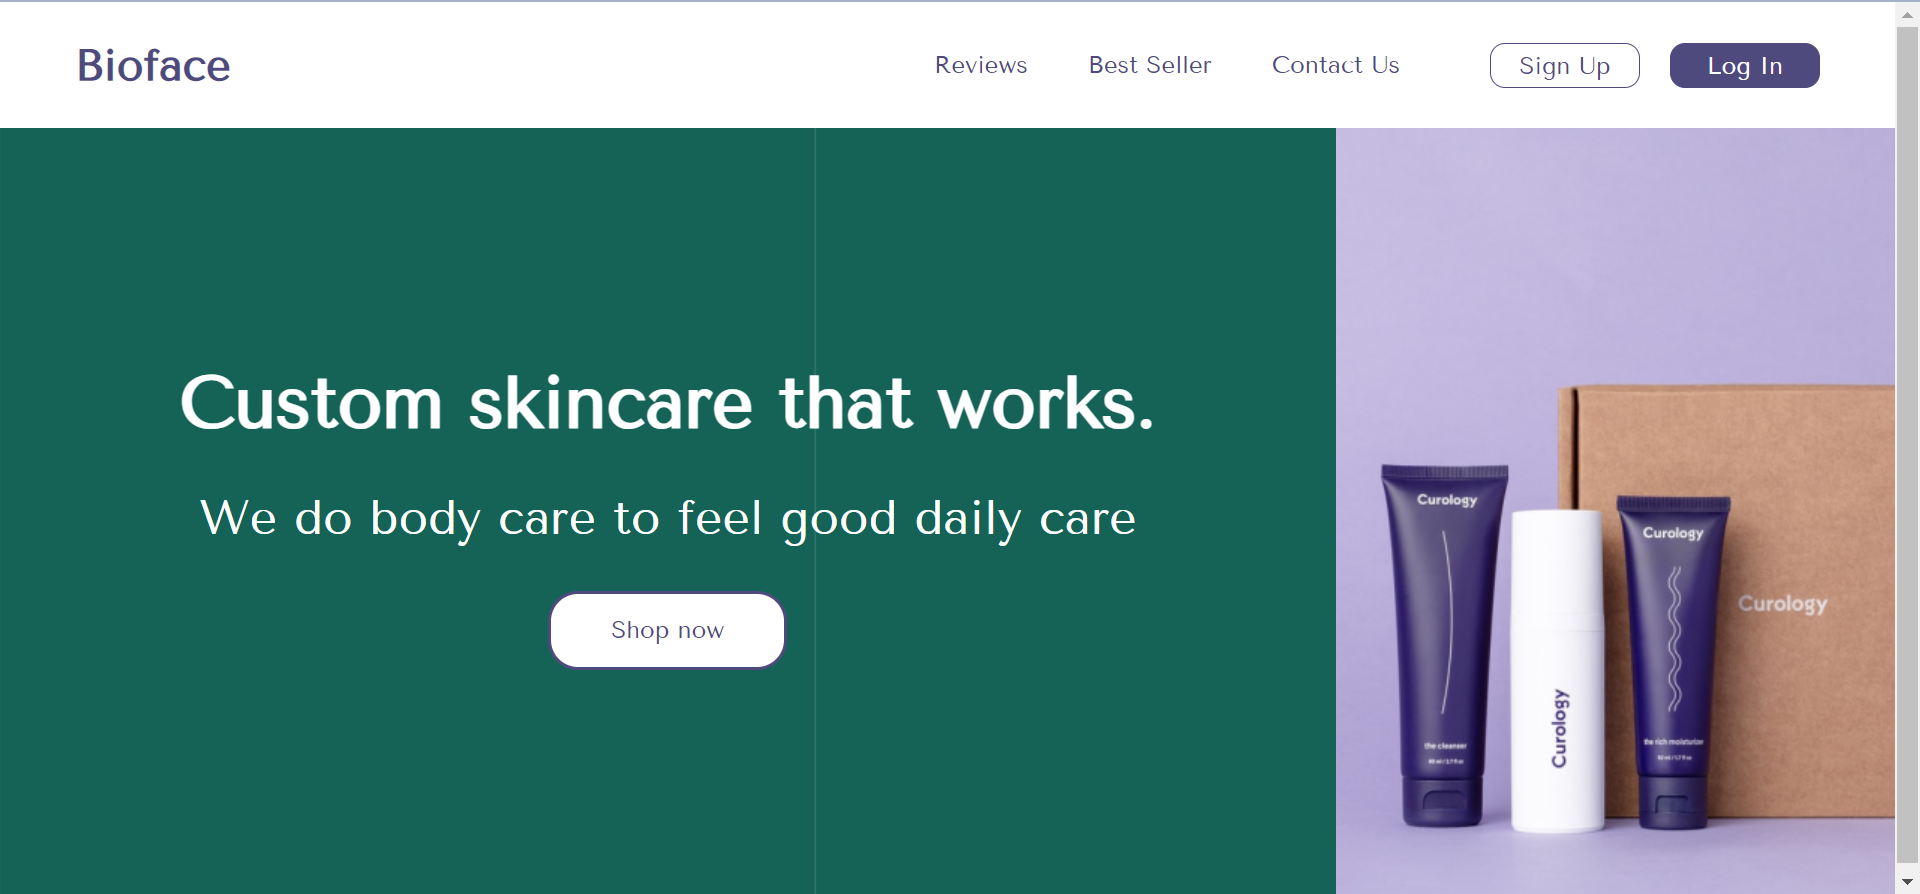 Bioface
Reviews
Best Seller
Contact Us
Sign Up
Log In
Custom skincare that works.
We do body care to feel good daily care
Shop now
Curology
the cleanser
Curology
Curology
the rich moisturizer
Curology